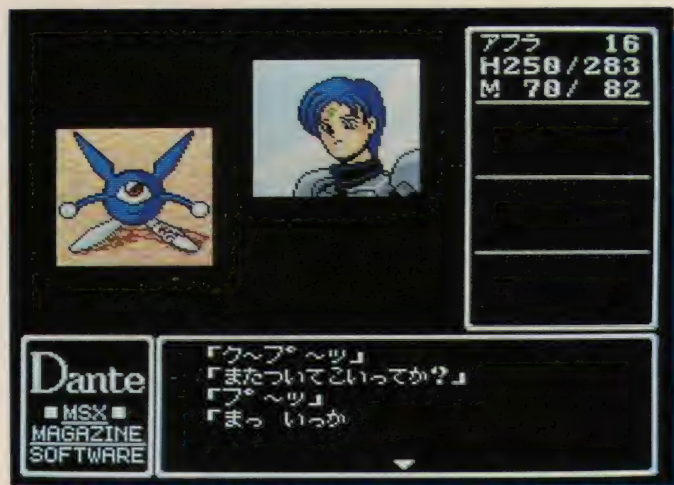 アフラ 16
H250/283
M 70/ 82
『ク~プ~ッ』
『またついてこいってか?』
『プ~ッ』
『まっ いっか
Dante
■MSX■
MAGAZINE
SOFTWARE